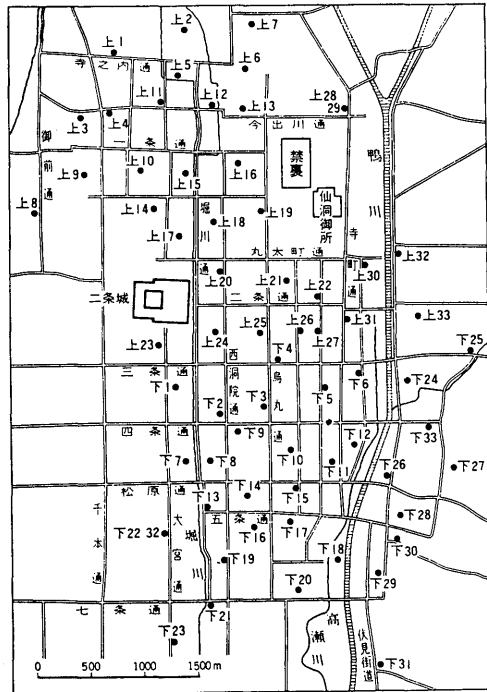 上2
上7
上1
寺之内通
上5
上6
上11
上12
上13
上28
29
今出川通
上3
上4
一条通
御前通
禁裏
鴨川
上9
上10
上15
上16
仙洞御所
上8
上14
堀川通
上18
上19
寺町通
上17
丸太町通
上32
上20
上21
上30
二条通
上22
二条城
上31
上33
上23
上24
上25
上26
上27
下25
西洞院通
下4
三条通
烏丸通
下1
下6
下24
下2
下3
下5
四条通
下9
下12
下33
下7
下8
下10
下11
下26
下27
松原通
下14
下15
下13
千本通
大宮通
堀川
五条通
下28
下22
32
下16
下17
下30
下19
下18
下20
下29
七条通
下21
高瀬川
伏見街道
下23
下31
0 500 1000 1500m